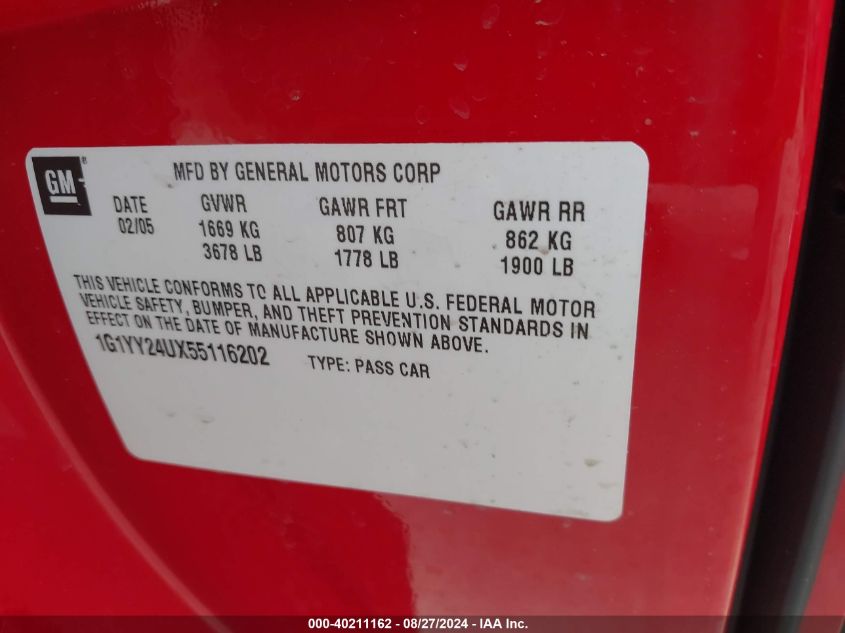 GM®
MFD BY GENERAL MOTORS CORP
DATE GVWR GAWR FRT GAWR RR
02/05 1669 KG 807 KG 862 KG
3678 LB 1778 LB 1900 LB
THIS VEHICLE CONFORMS TO ALL APPLICABLE U.S. FEDERAL MOTOR
VEHICLE SAFETY, BUMPER, AND THEFT PREVENTION STANDARDS IN
EFFECT ON THE DATE OF MANUFACTURE SHOWN ABOVE.
1G1YY24UX55116202 TYPE: PASS CAR
000-40211162 - 08/27/2024 - IAA Inc.